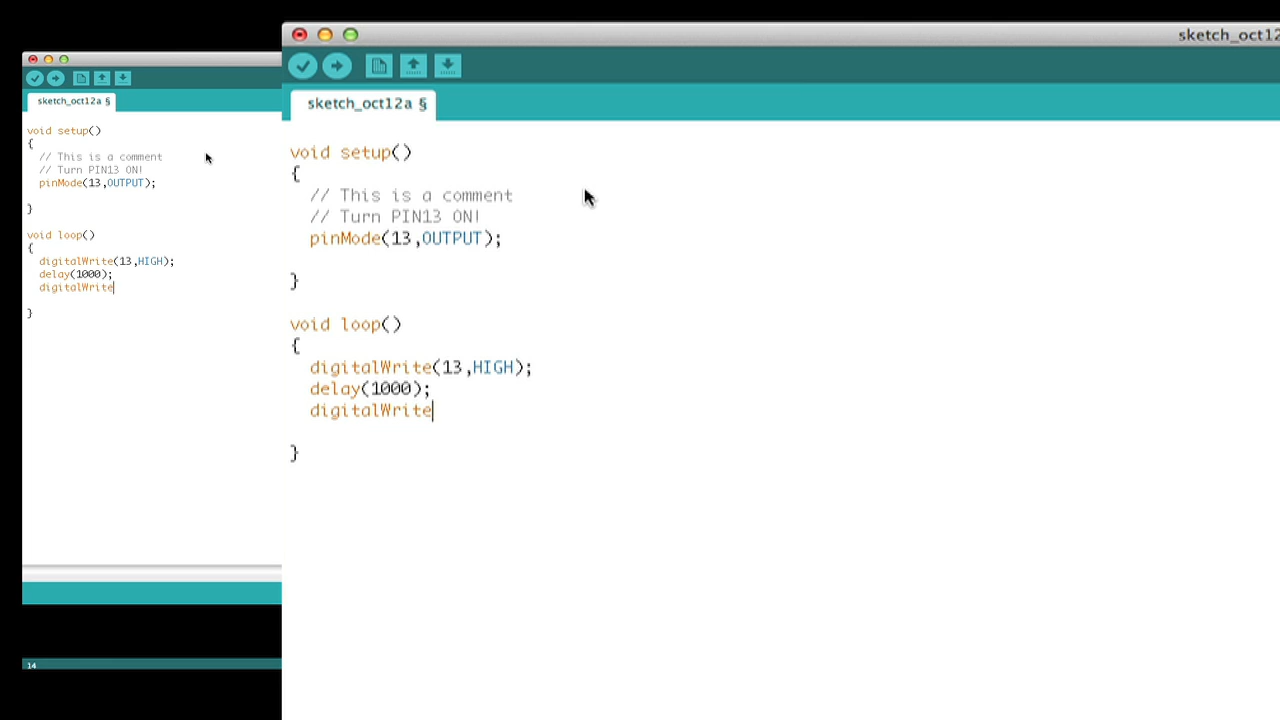 sketch_oct12a §
void setup()
{
// This is a comment
// Turn PIN13 ON!
pinMode(13,OUTPUT);
}
void loop()
{
digitalWrite(13,HIGH);
delay(1000);
digitalWrite
}
14
sketch_oct12
sketch_oct12a §
void setup()
{
// This is a comment
// Turn PIN13 ON!
pinMode(13,OUTPUT);
}
void loop()
{
digitalWrite(13,HIGH);
delay(1000);
digitalWrite
}